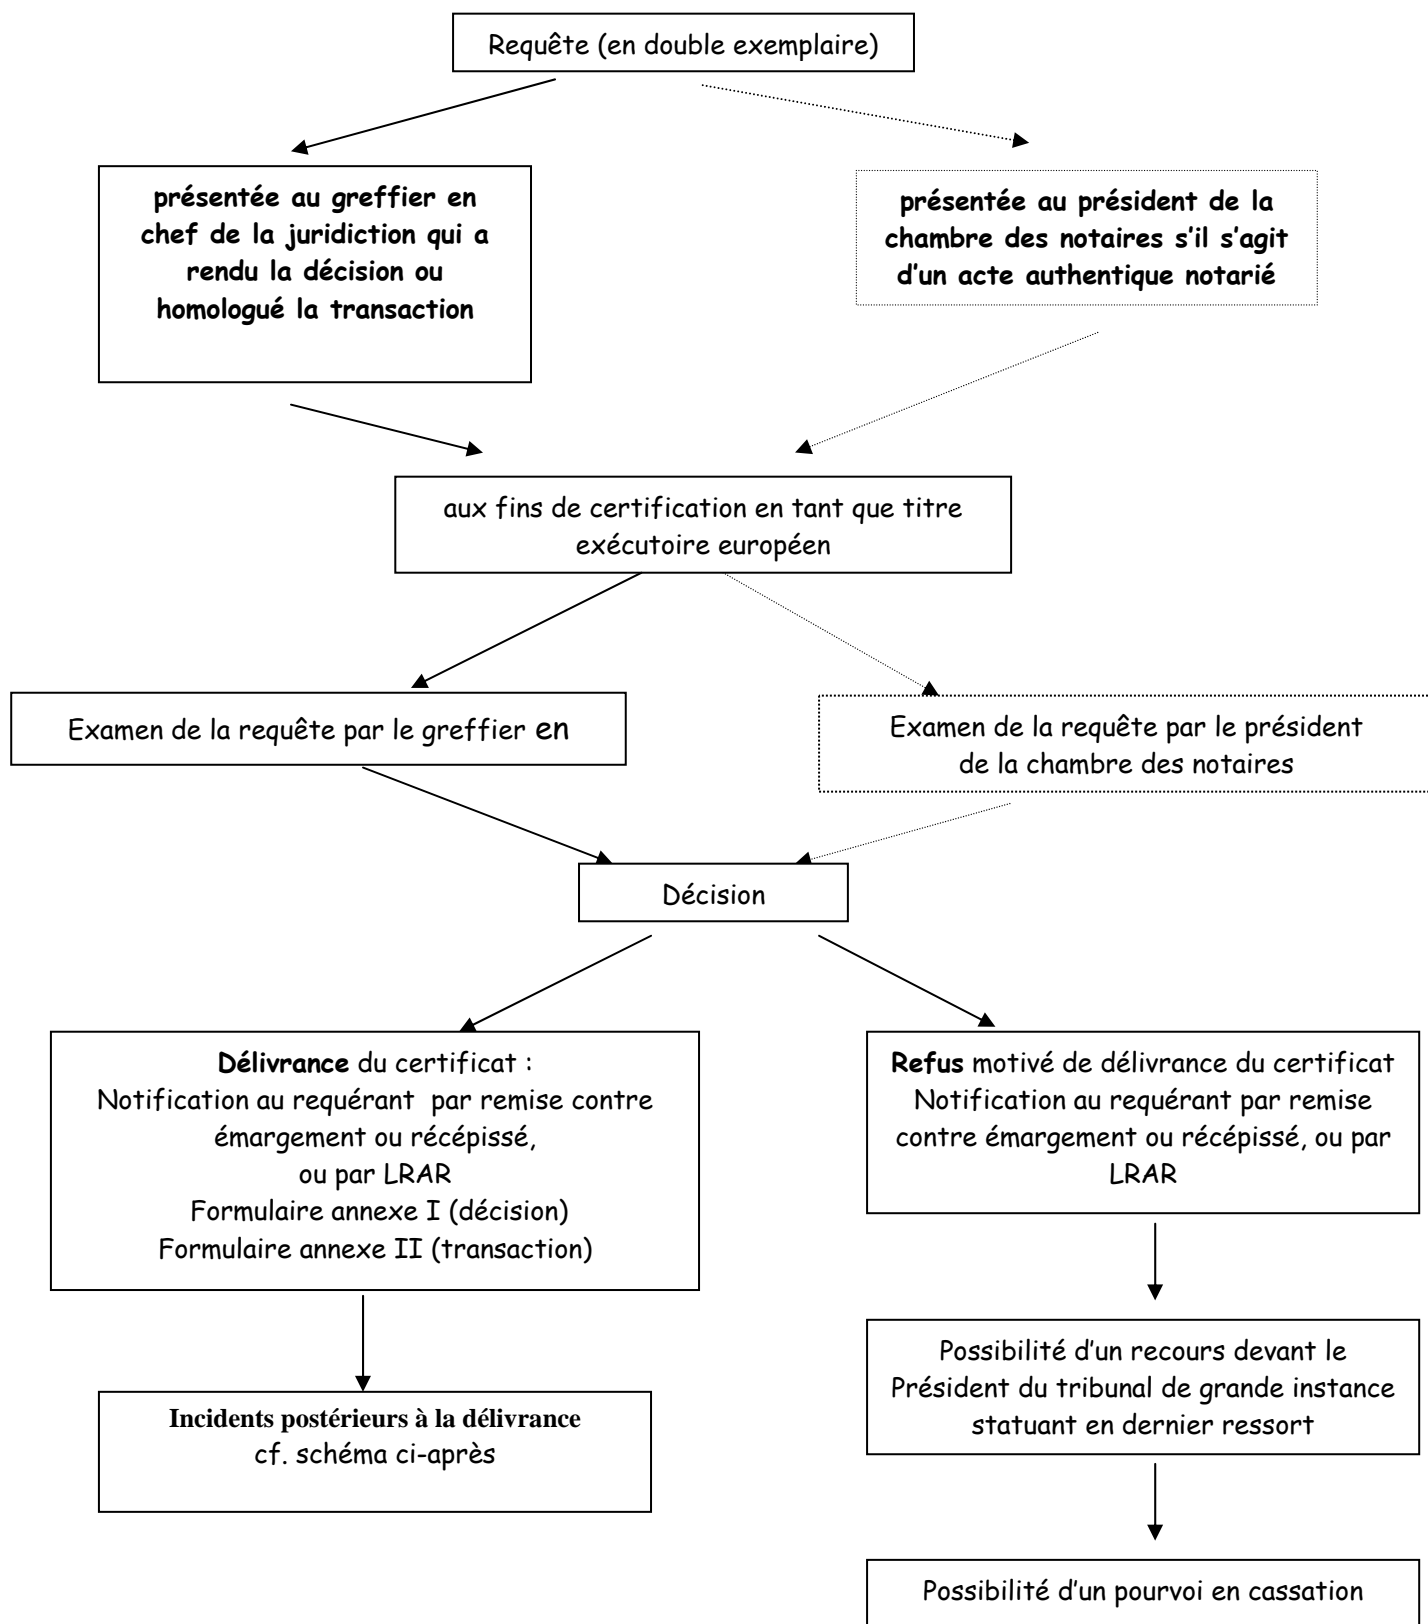 Requête (en double exemplaire)
présentée au greffier en
chef de la juridiction qui a
rendu la décision ou
homologué la transaction
présentée au président de la
chambre des notaires s'il s'agit
d'un acte authentique notarié
aux fins de certification en tant que titre
exécutoire européen
Examen de la requête par le greffier en
Examen de la requête par le président
de la chambre des notaires
Décision
Délivrance du certificat :
Notification au requérant par remise contre
émargement ou récépissé,
ou par LRAR
Formulaire annexe I (décision)
Formulaire annexe II (transaction)
Refus motivé de délivrance du certificat
Notification au requérant par remise
contre émargement ou récépissé, ou par
LRAR
Incidents postérieurs à la délivrance
cf. schéma ci-après
Possibilité d'un recours devant le
Président du tribunal de grande instance
statuant en dernier ressort
Possibilité d'un pourvoi en cassation